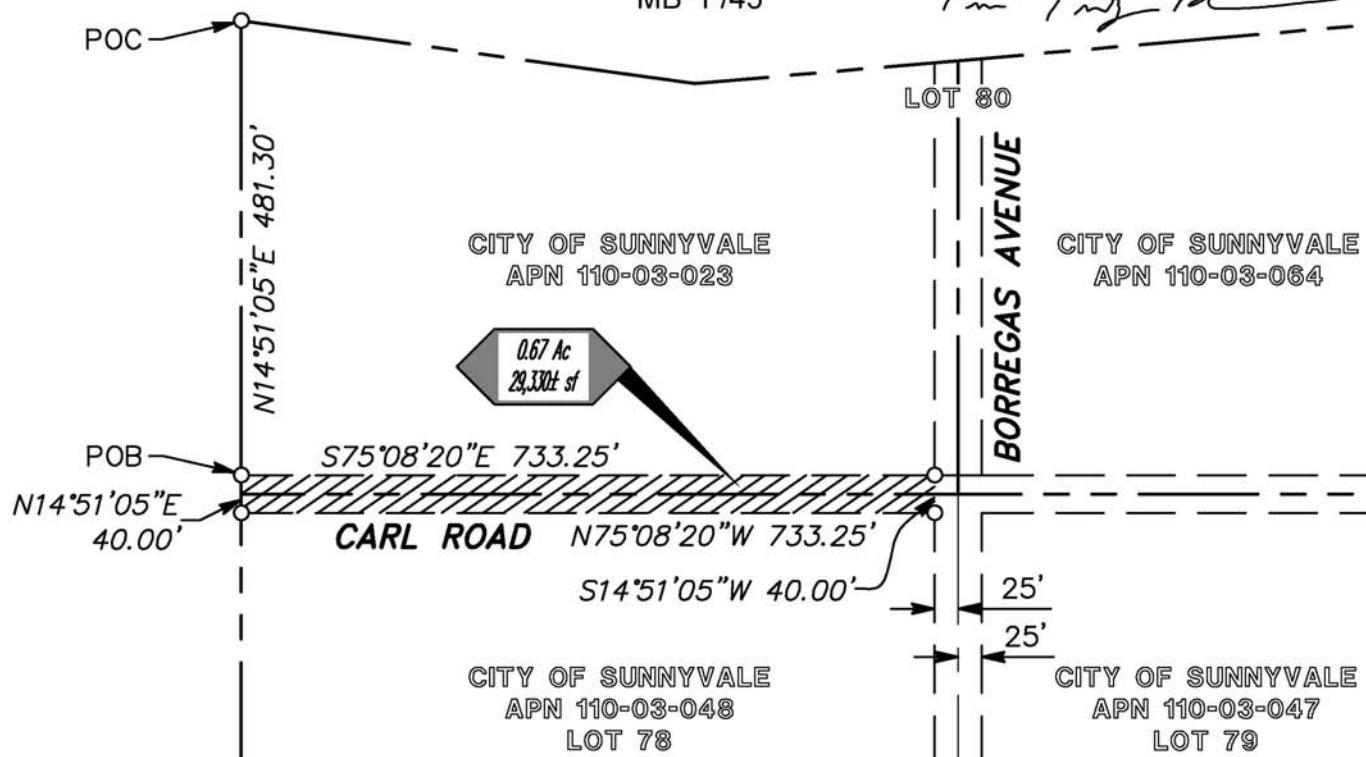 MB 1 /45
POC
LOT 80
N14°51'05"E 481.30'
BORREGAS AVENUE
CITY OF SUNNYVALE
APN 110-03-023
CITY OF SUNNYVALE
APN 110-03-064
0.67 Ac
29,330± sf
POB
S75°08'20"E 733.25'
N14°51'05"E
40.00'
CARL ROAD
N75°08'20"W 733.25'
S14°51'05"W 40.00'
25'
25'
CITY OF SUNNYVALE
APN 110-03-048
LOT 78
CITY OF SUNNYVALE
APN 110-03-047
LOT 79